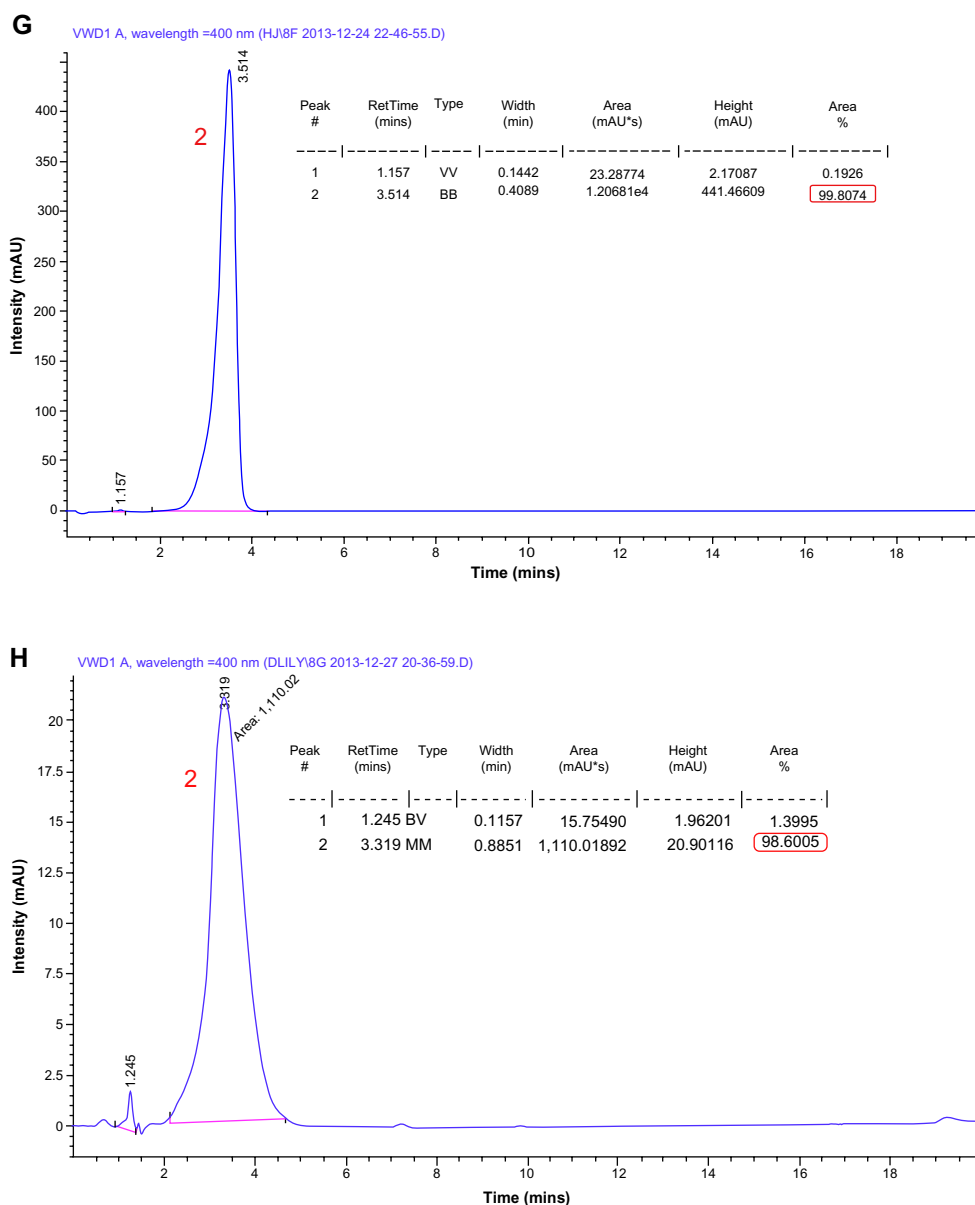 G
VWD1 A, wavelength =400 nm (HJ\8F 2013-12-24 22-46-55.D)
3.514
2
1.157
Peak # RetTime (mins) Type Width (min) Area (mAU*s) Height (mAU) Area %
1 1.157 VV 0.1442 23.28774 2.17087 0.1926
2 3.514 BB 0.4089 1.20681e4 441.46609 99.8074
Intensity (mAU)
400
350
300
250
200
150
100
50
0
2 4 6 8 10 12 14 16 18
Time (mins)
H
VWD1 A, wavelength =400 nm (DLILY\8G 2013-12-27 20-36-59.D)
3.319
Area: 1,110.02
2
1.245
Peak # RetTime (mins) Type Width (min) Area (mAU*s) Height (mAU) Area %
1 1.245 BV 0.1157 15.75490 1.96201 1.3995
2 3.319 MM 0.8851 1,110.01892 20.90116 98.6005
Intensity (mAU)
20
17.5
15
12.5
10
7.5
5
2.5
0
2 4 6 8 10 12 14 16 18
Time (mins)